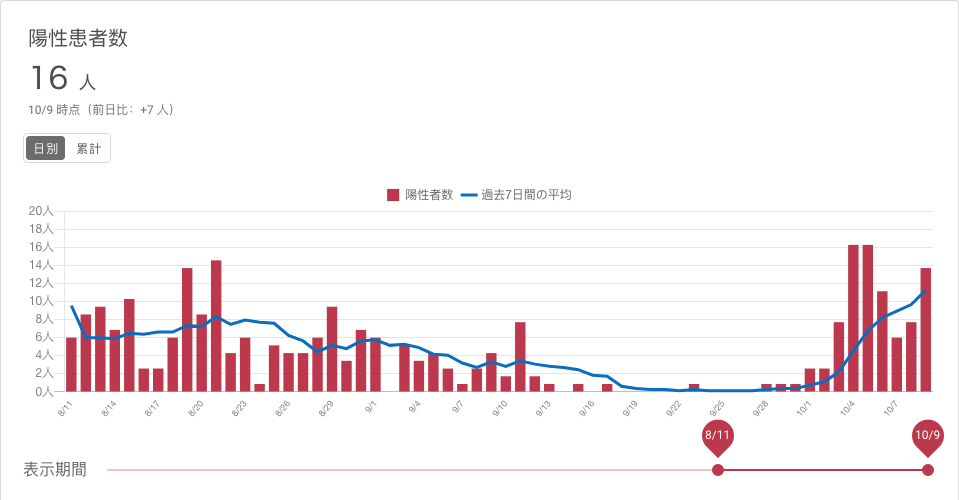 陽性患者数
16 人
10/9 時点（前日比：+7 人）
日別 累計
陽性者数 過去7日間の平均
20人
18人
16人
14人
12人
10人
8人
6人
4人
2人
0人
8/11 8/14 8/17 8/20 8/23 8/26 8/29 9/1 9/4 9/7 9/10 9/13 9/16 9/19 9/22 9/25 9/28 10/1 10/4 10/7
8/11 10/9
表示期間